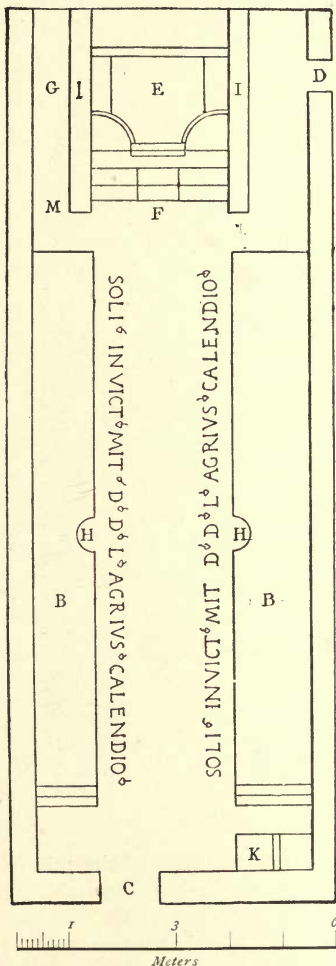 G I E I D
M F
SOLI INVICT MIT D D L AGRIVS CALENDIO
SOLI INVICT MIT D D L AGRIVS CALENDIO
H H
B B
K
C
1 3
Meters